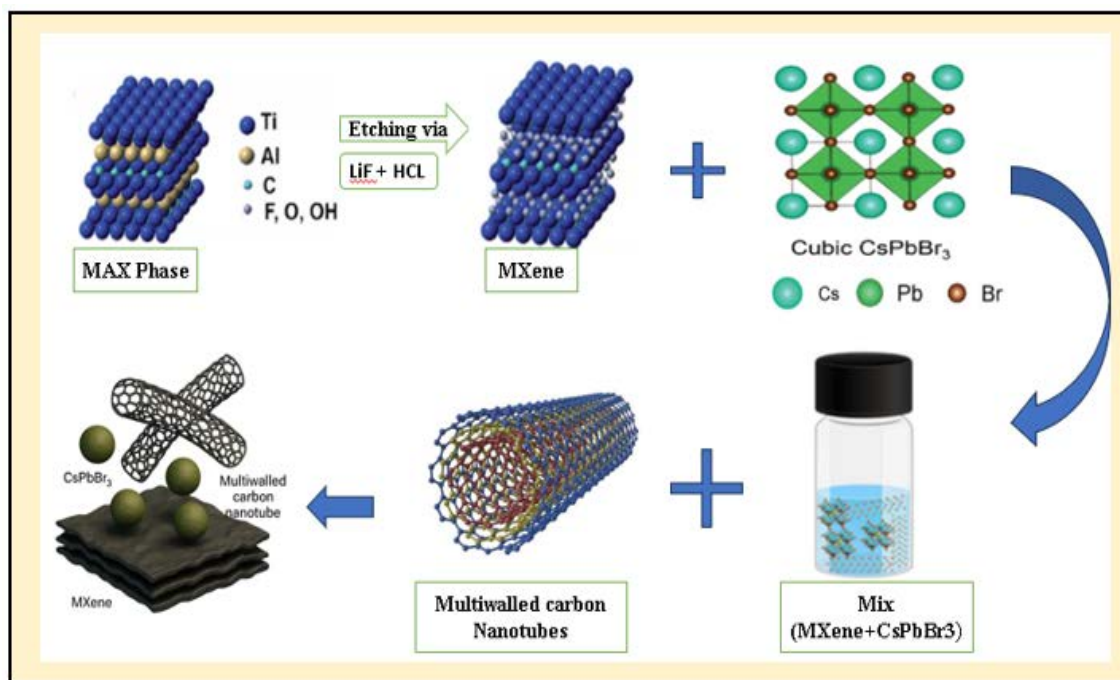 Ti
Al
C
F, O, OH
MAX Phase
Etching via
LiF + HCL
MXene
Cubic CsPbBr₃
Cs Pb Br
CsPbBr₃
Multiwalled
carbon
nanotube
MXene
Multiwalled carbon
Nanotubes
Mix
(MXene+CsPbBr3)